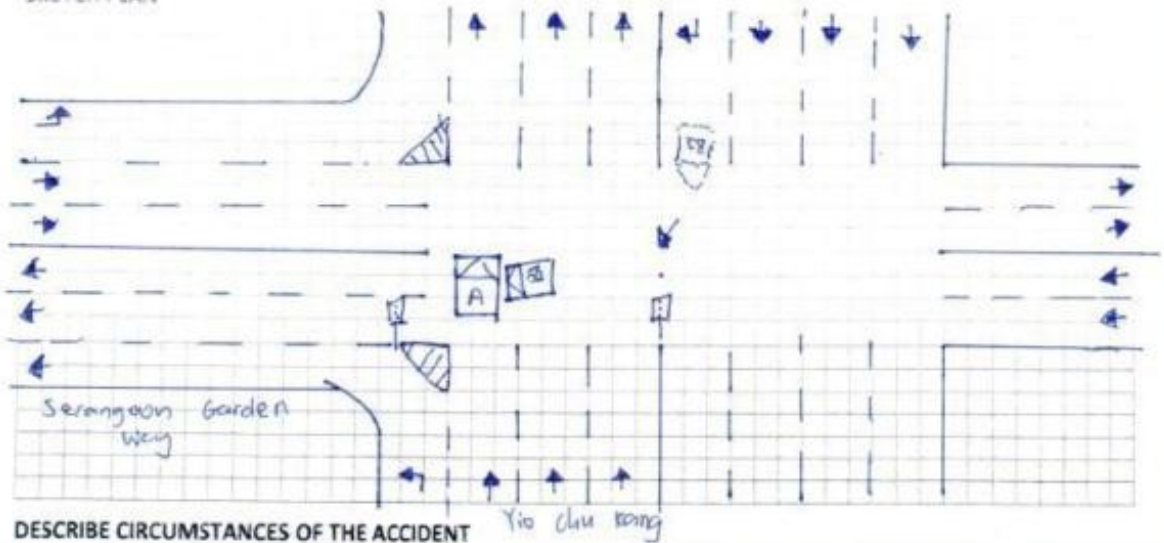 A
B
Serangoon Garden
Way
DESCRIBE CIRCUMSTANCES OF THE ACCIDENT
Yio chu kang